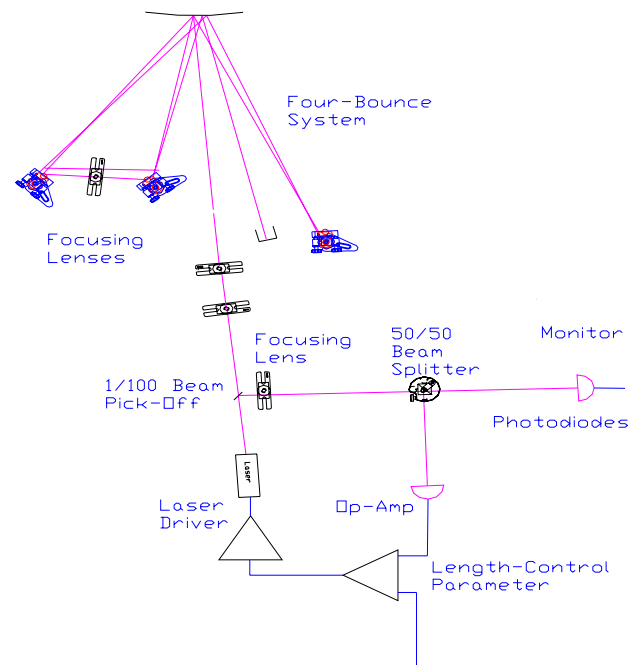 Four-Bounce
System
Focusing
Lenses
Focusing
Lens
50/50
Beam
Splitter
Monitor
1/100 Beam
Pick-Off
Photodiodes
Laser
Laser
Driver
Op-Amp
Length-Control
Parameter